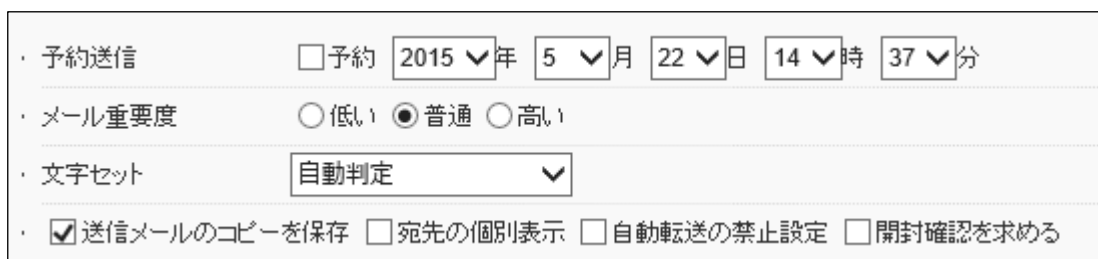 ・ 予約送信 予約 2015 年 5 月 22 日 14 時 37 分
・ メール重要度 低い 普通 高い
・ 文字セット 自動判定
・ 送信メールのコピーを保存 宛先の個別表示 自動転送の禁止設定 開封確認を求める